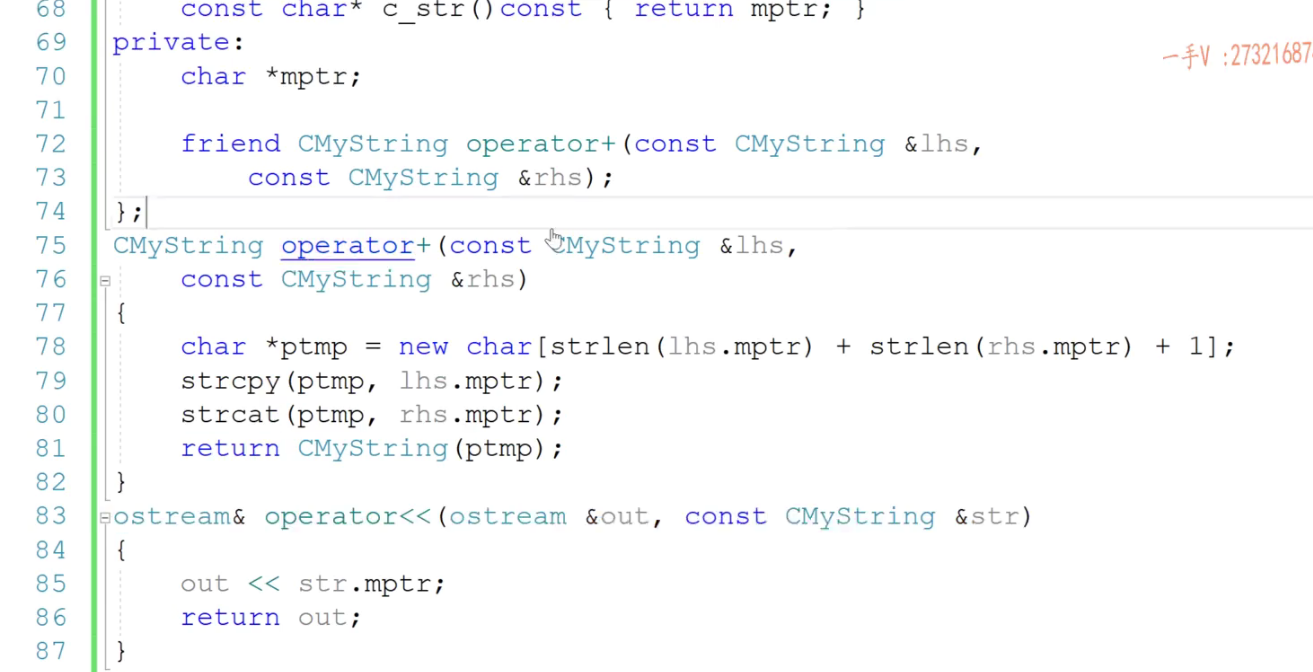 68 const char* c_str()const { return mptr; }
69 private:
一手V :27321687
70 char *mptr;
71
72 friend CMyString operator+(const CMyString &lhs,
73 const CMyString &rhs);
74 };
75 CMyString operator+(const CMyString &lhs,
76 const CMyString &rhs)
77 {
78 char *ptmp = new char[strlen(lhs.mptr) + strlen(rhs.mptr) + 1];
79 strcpy(ptmp, lhs.mptr);
80 strcat(ptmp, rhs.mptr);
81 return CMyString(ptmp);
82 }
83 ostream& operator<<(ostream &out, const CMyString &str)
84 {
85 out << str.mptr;
86 return out;
87 }